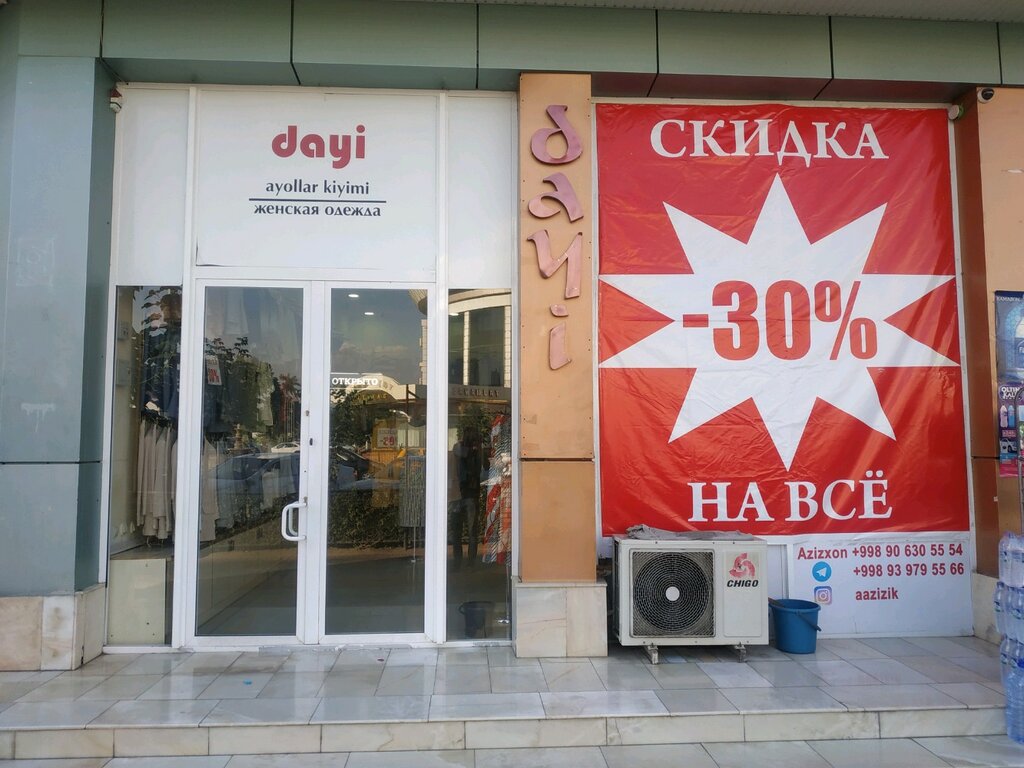 dayi
ayollar kiyimi
женская одежда
ОТКРЫТО
dayi
СКИДКА
-30%
НА ВСЁ
CHIGO
Azizxon +998 90 630 55 54
+998 93 979 55 66
aazizik